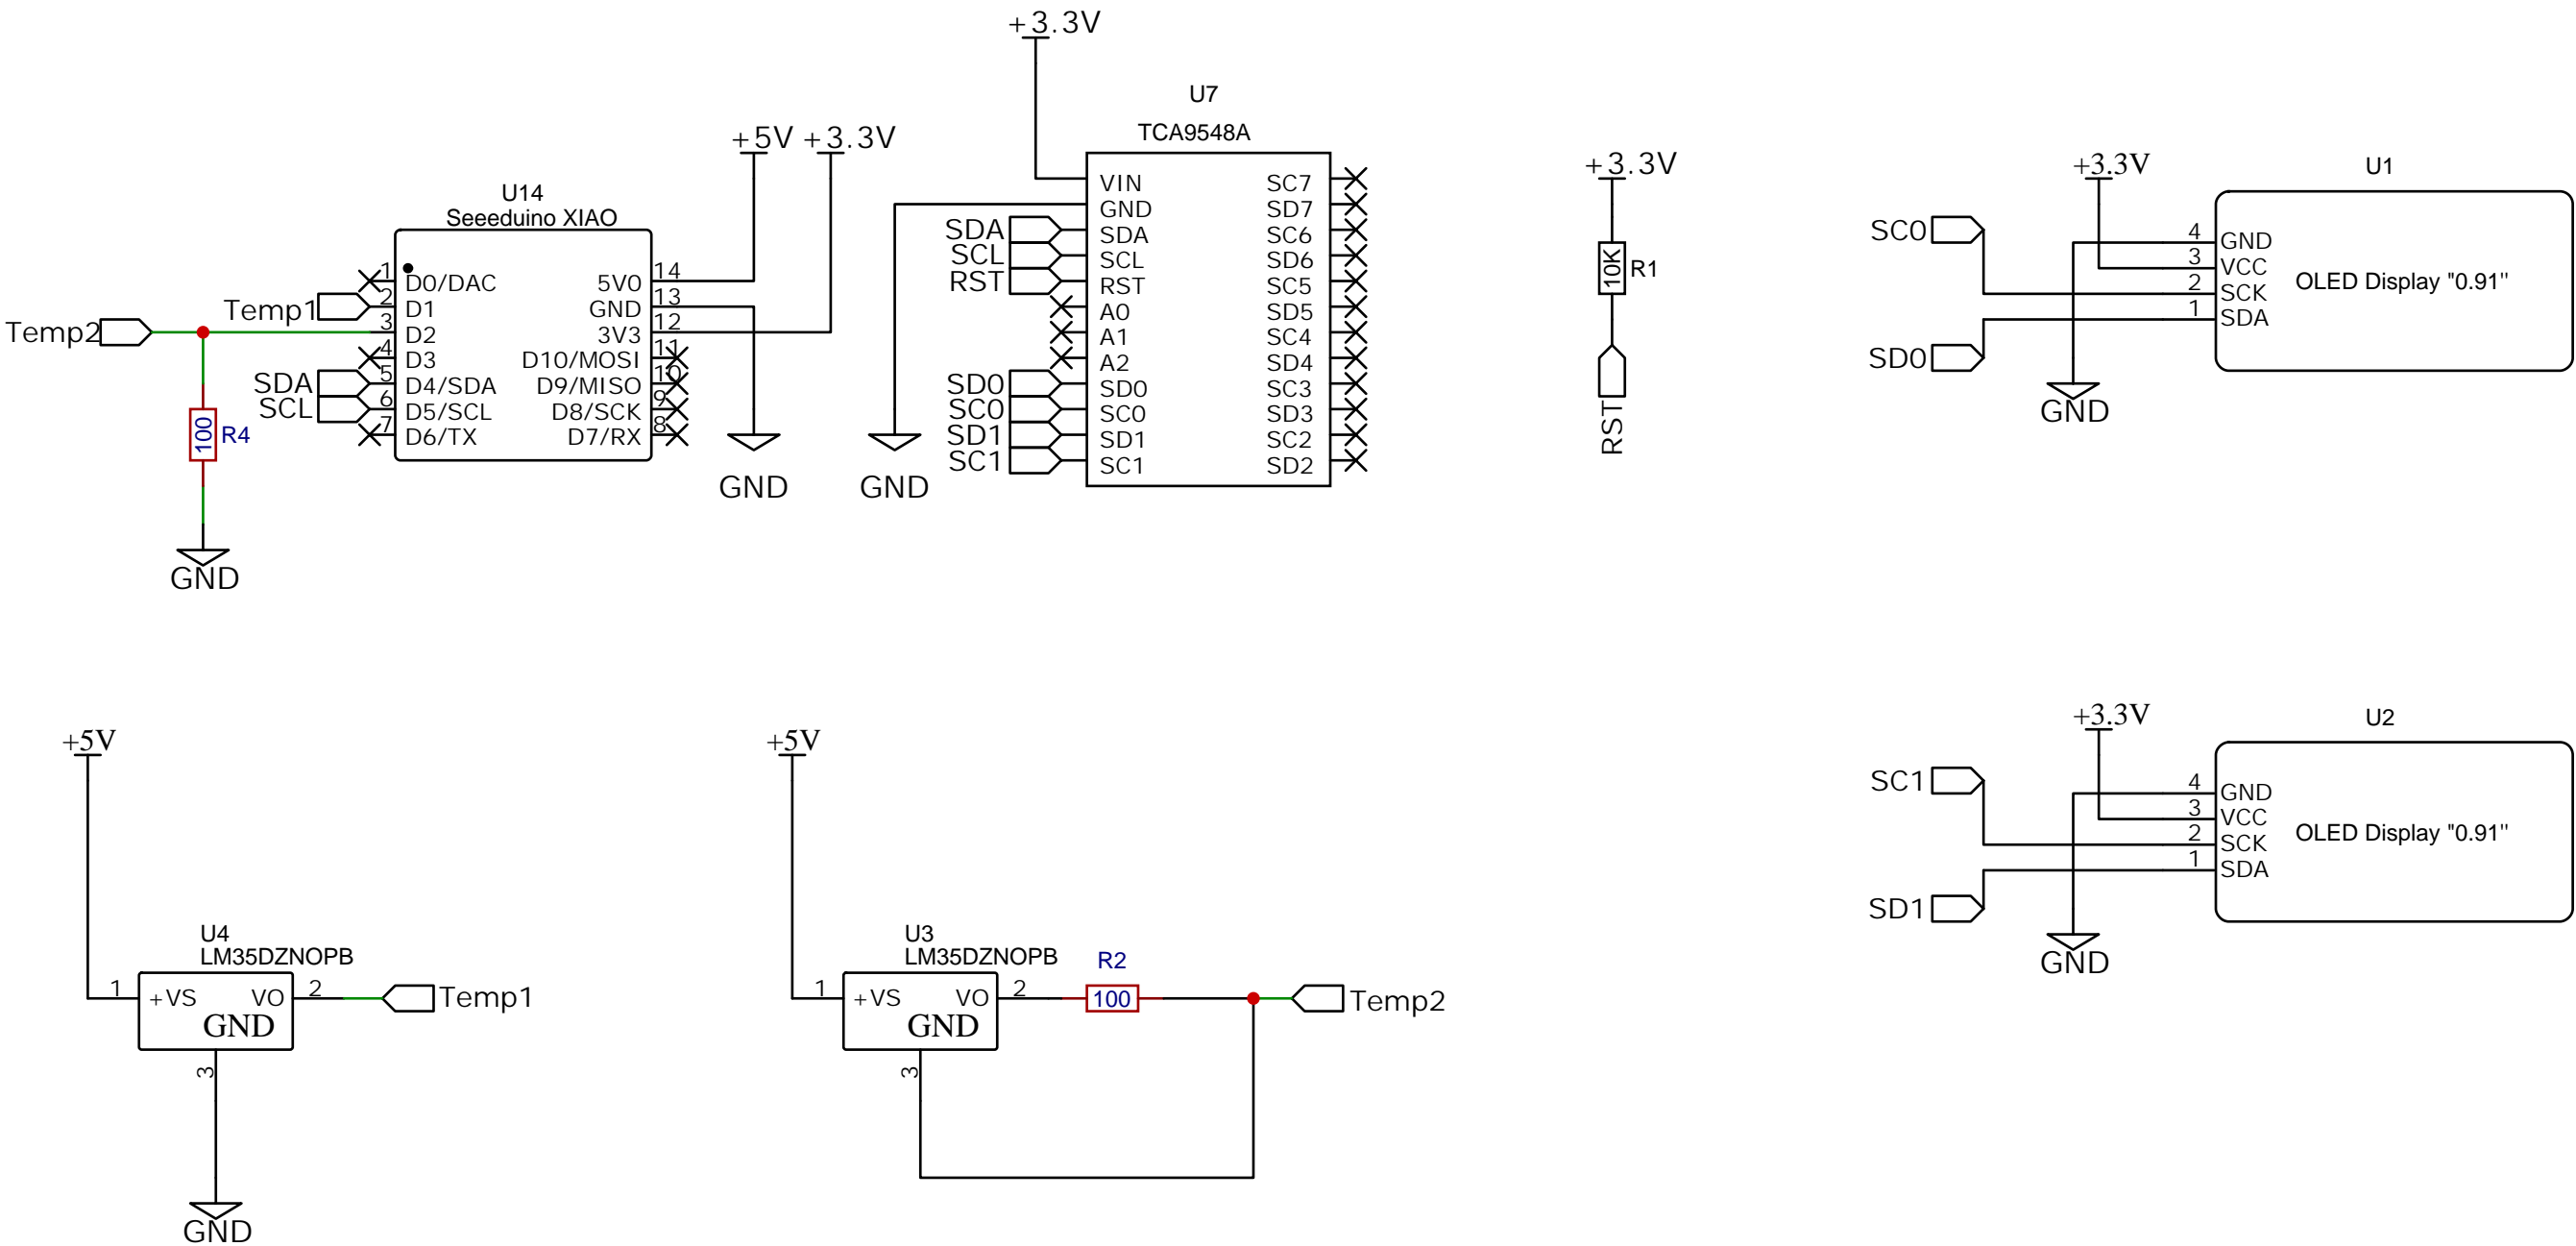 +3.3V
U7
TCA9548A
VIN
GND
SDA
SCL
RST
A0
A1
A2
SD0
SC0
SD1
SC1
SC7
SD7
SC6
SD6
SC5
SD5
SC4
SD4
SC3
SD3
SC2
SD2
SDA
SCL
RST
SD0
SC0
SD1
SC1
GND
+5V +3.3V
U14
Seeeduino XIAO
1 D0/DAC
2 D1
3 D2
4 D3
5 D4/SDA
6 D5/SCL
7 D6/TX
5V0 14
GND 13
3V3 12
D10/MOSI 11
D9/MISO 10
D8/SCK 9
D7/RX 8
Temp1
Temp2
SDA
SCL
100 R4
GND
GND
+3.3V
10K R1
RST
+3.3V
U1
SC0
SD0
4 GND
3 VCC
2 SCK
1 SDA
OLED Display "0.91"
GND
+5V
U4
LM35DZNOPB
1 +VS VO 2
GND
3
Temp1
GND
+5V
U3
LM35DZNOPB
1 +VS VO 2
GND
3
R2
100
Temp2
+3.3V
U2
SC1
SD1
4 GND
3 VCC
2 SCK
1 SDA
OLED Display "0.91"
GND